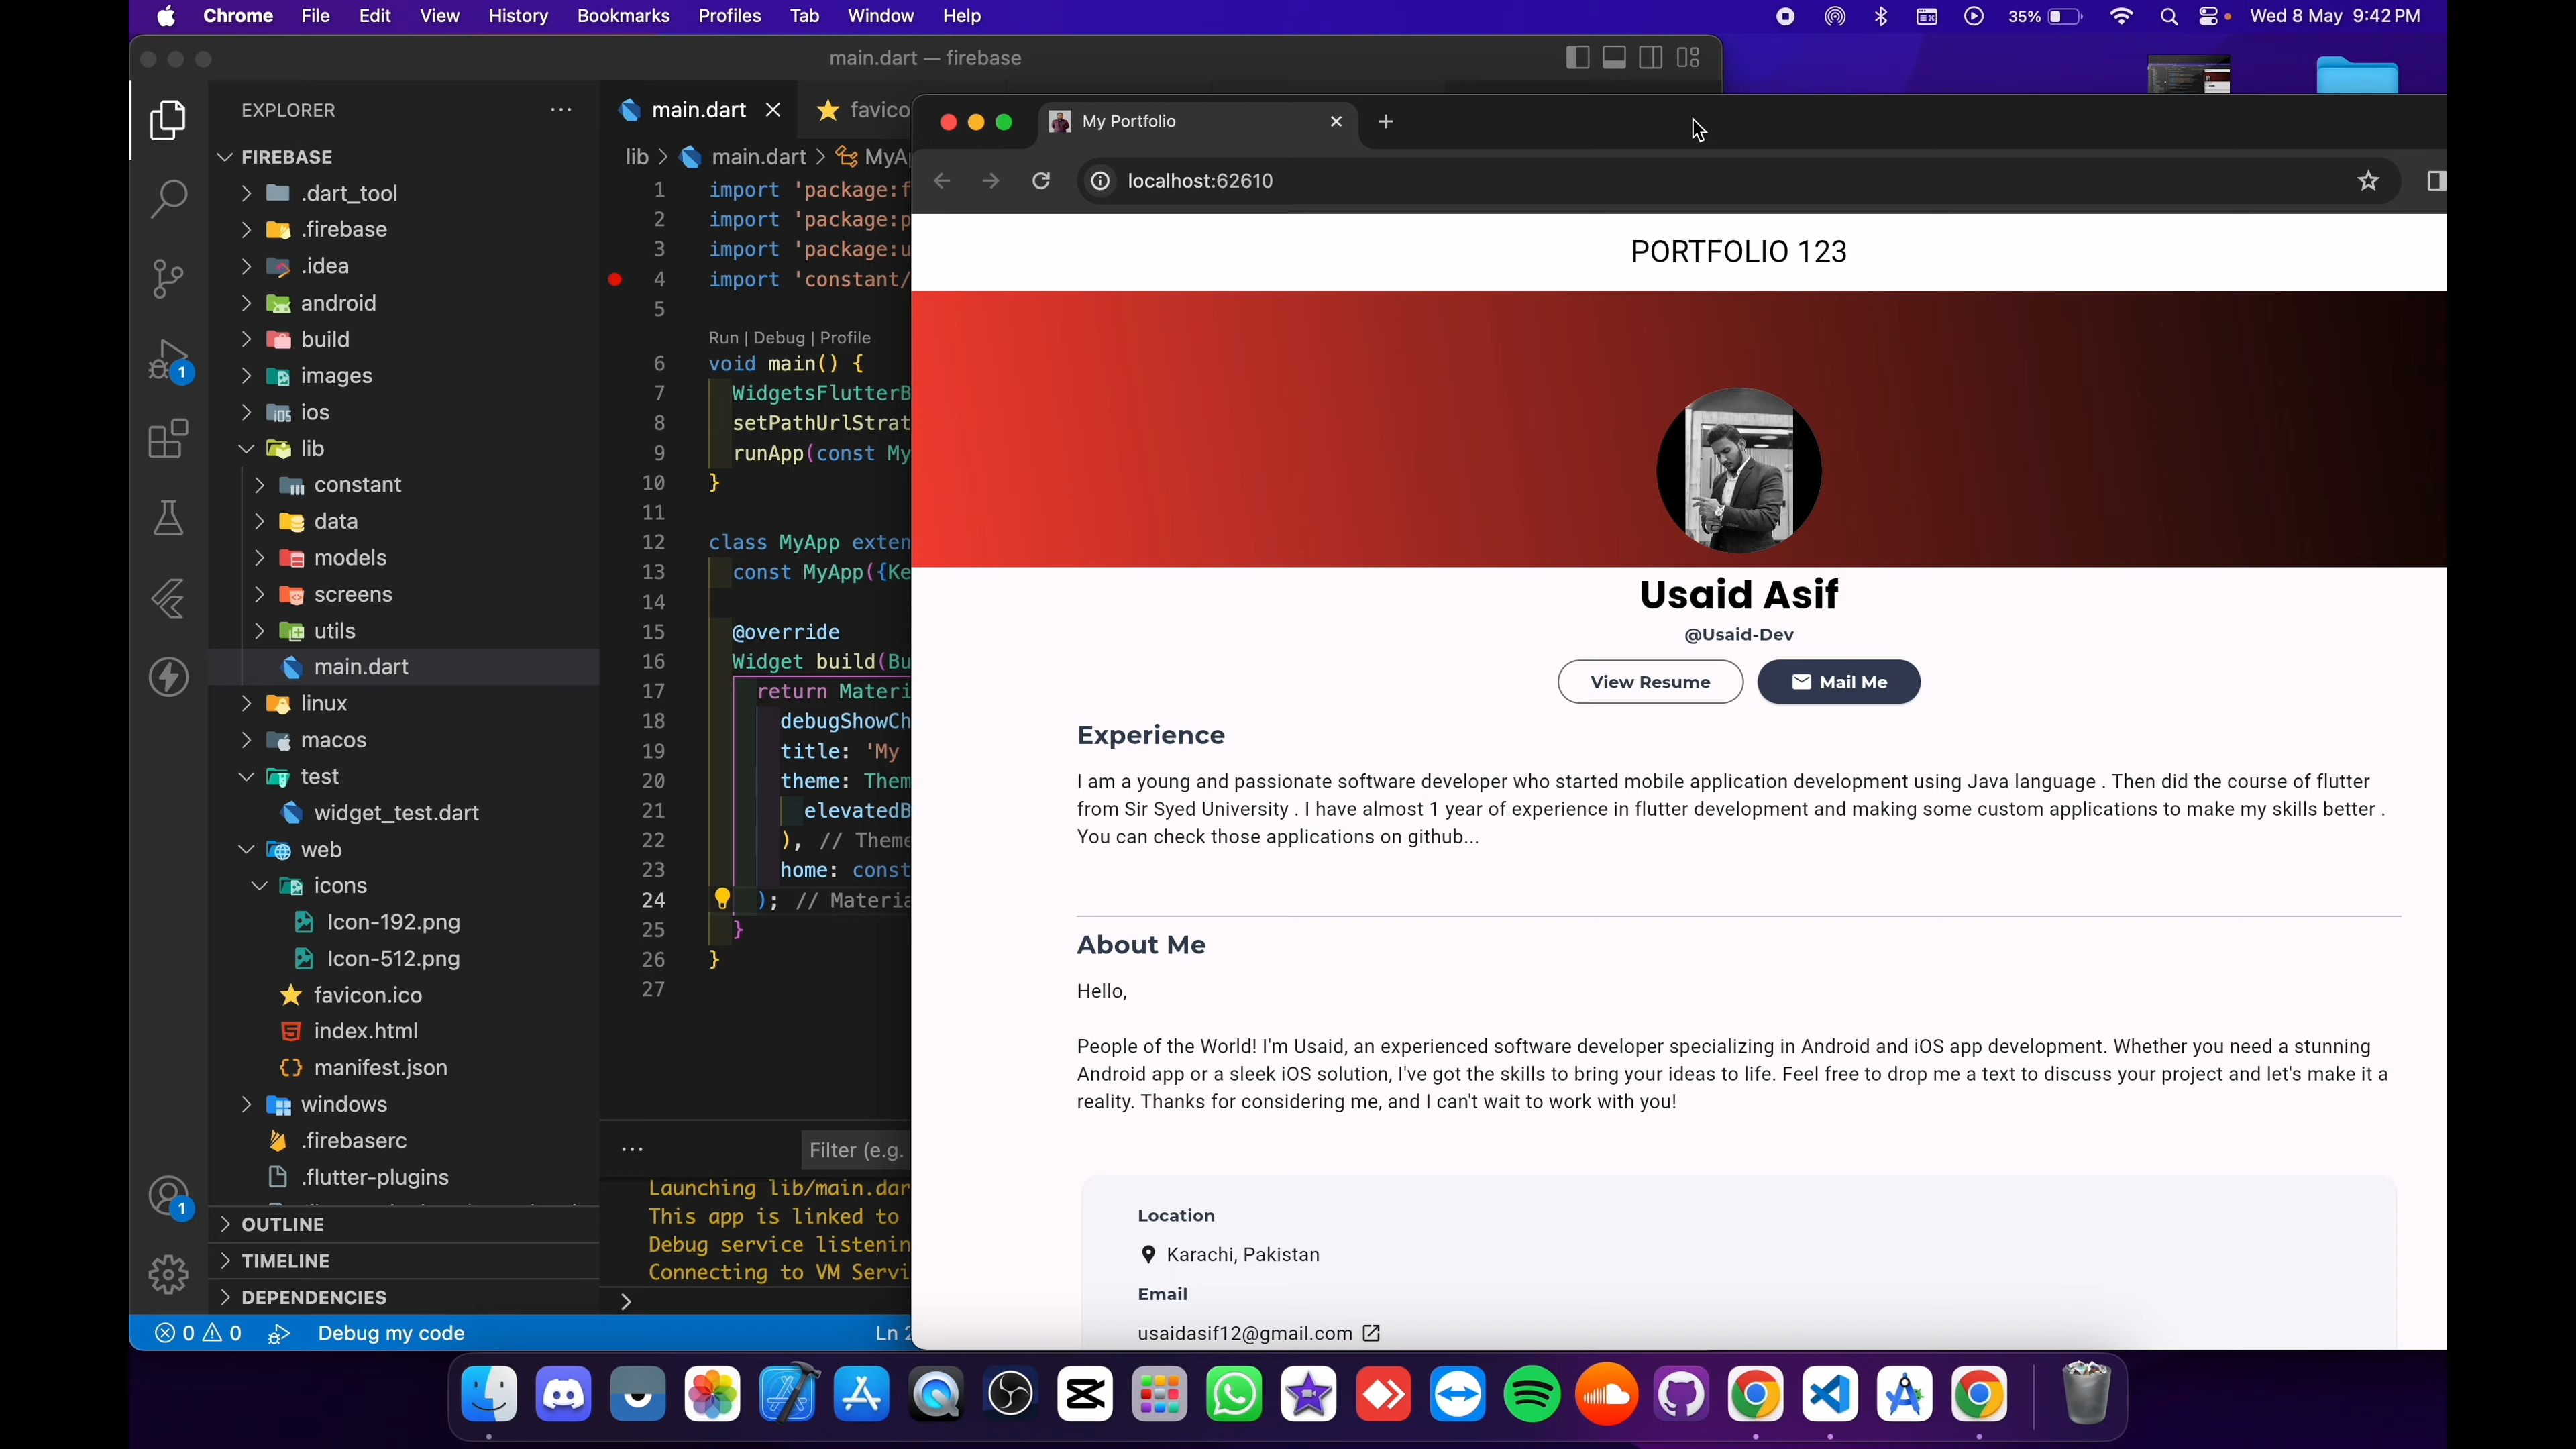 Chrome File Edit View History Bookmarks Profiles Tab Window Help 35% Wed 8 May 9:42 PM
main.dart — firebase
EXPLORER
FIREBASE
.dart_tool
.firebase
.idea
android
build
images
ios
lib
constant
data
models
screens
utils
main.dart
linux
macos
test
widget_test.dart
web
icons
Icon-192.png
Icon-512.png
favicon.ico
index.html
manifest.json
windows
.firebaserc
.flutter-plugins
OUTLINE
TIMELINE
DEPENDENCIES
0 0 Debug my code
1
1
main.dart favico
lib > main.dart > MyA
1 import 'package:f
2 import 'package:p
3 import 'package:u
4 import 'constant/
5
Run | Debug | Profile
6 void main() {
7 WidgetsFlutterB
8 setPathUrlStrat
9 runApp(const My
10 }
11
12 class MyApp exten
13 const MyApp({Ke
14
15 @override
16 Widget build(Bu
17 return Materi
18 debugShowCh
19 title: 'My
20 theme: Them
21 elevatedB
22 ), // Theme
23 home: const
24 ); // Materia
25 }
26 }
27
Filter (e.g.
Launching lib/main.dar
This app is linked to
Debug service listenin
Connecting to VM Servi
>
Ln 2
My Portfolio
localhost:62610
PORTFOLIO 123
Usaid Asif
@Usaid-Dev
View Resume Mail Me
Experience
I am a young and passionate software developer who started mobile application development using Java language . Then did the course of flutter
from Sir Syed University . I have almost 1 year of experience in flutter development and making some custom applications to make my skills better .
You can check those applications on github...
About Me
Hello,
People of the World! I'm Usaid, an experienced software developer specializing in Android and iOS app development. Whether you need a stunning
Android app or a sleek iOS solution, I've got the skills to bring your ideas to life. Feel free to drop me a text to discuss your project and let's make it a
reality. Thanks for considering me, and I can't wait to work with you!
Location
Karachi, Pakistan
Email
usaidasif12@gmail.com